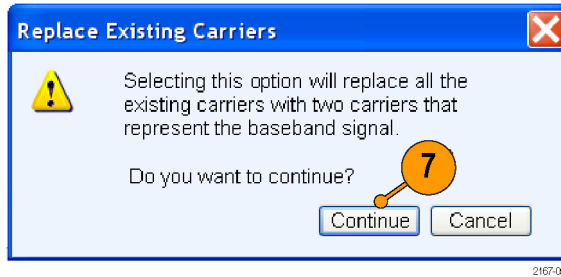 Replace Existing Carriers
Selecting this option will replace all the
existing carriers with two carriers that
represent the baseband signal.
Do you want to continue?
7
Continue Cancel